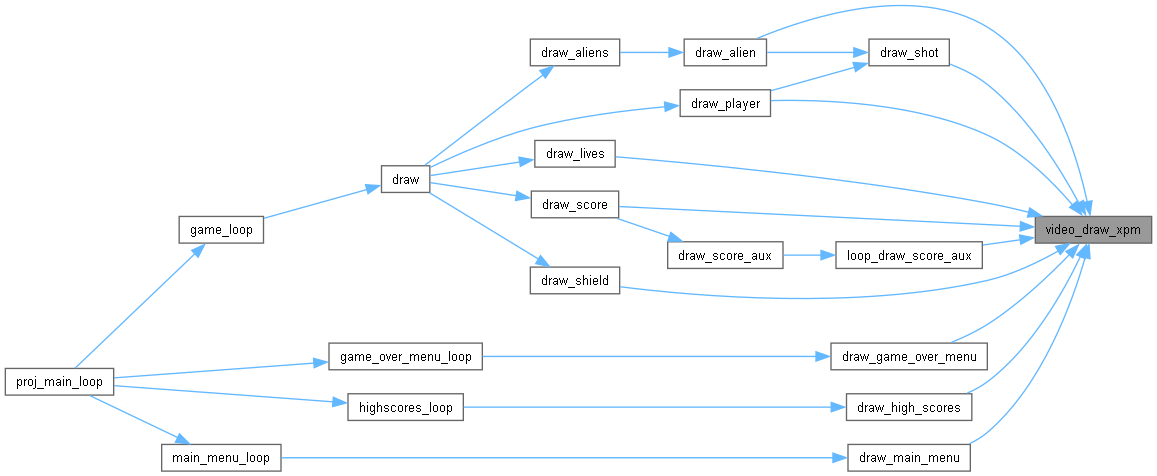 draw_aliens
draw_alien
draw_shot
draw_player
draw_lives
draw
draw_score
game_loop
video_draw_xpm
draw_score_aux
loop_draw_score_aux
draw_shield
game_over_menu_loop
draw_game_over_menu
proj_main_loop
highscores_loop
draw_high_scores
main_menu_loop
draw_main_menu